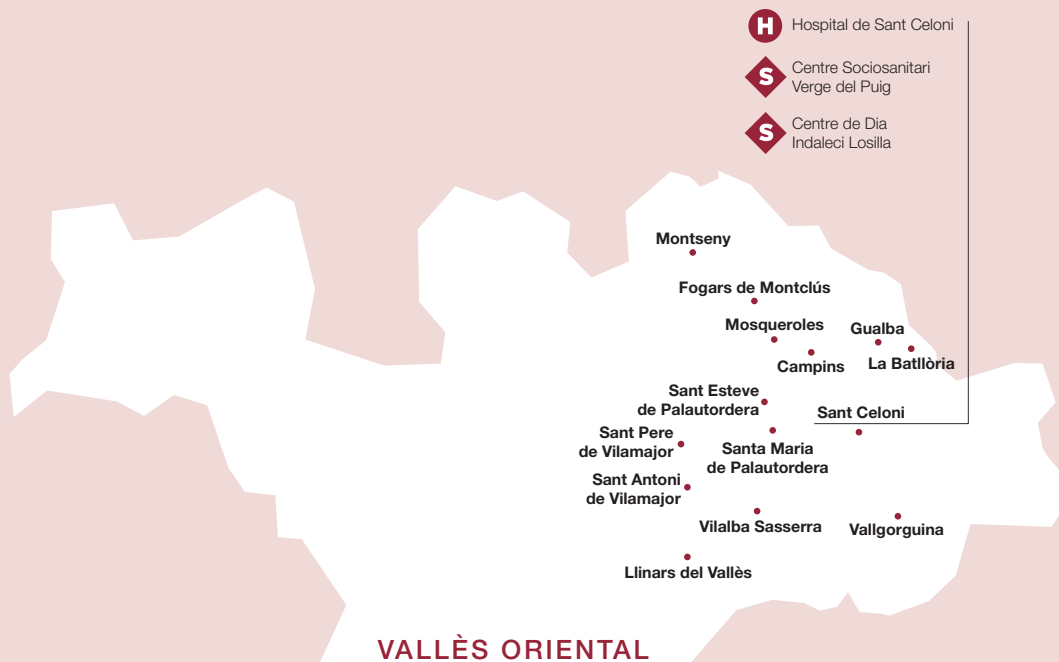 H Hospital de Sant Celoni
S Centre Sociosanitari
Verge del Puig
S Centre de Dia
Indaleci Losilla
Montseny
Fogars de Montclús
Mosqueroles
Gualba
Campins
La Batllòria
Sant Esteve
de Palautordera
Sant Celoni
Sant Pere
de Vilamajor
Santa Maria
de Palautordera
Sant Antoni
de Vilamajor
Vilalba Sasserra
Vallgorguina
Llinars del Vallès
VALLÈS ORIENTAL